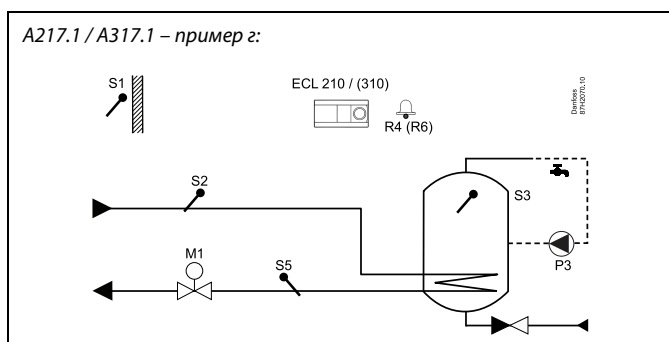 A217.1 / A317.1 – пример г:
S1
ECL 210 / (310)
R4 (R6)
Danfoss
87H2070.10
S2
S3
M1
S5
P3